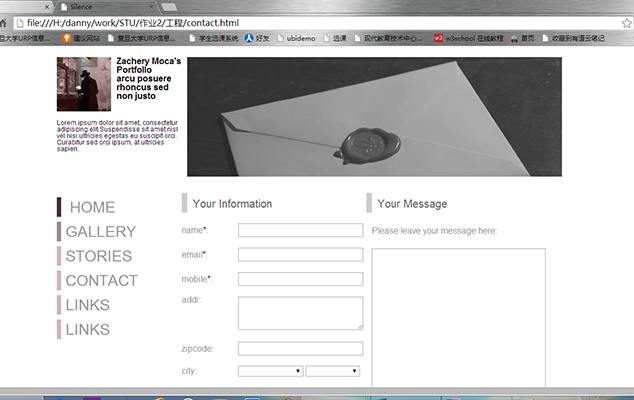 Silence
file:///H:/danny/work/STU/作业2/工程/contact.html
旦大学URP信息...
建议网站
复旦大学URP信息...
学生选课系统
好友
ubidemo
选课
现代教育技术中心...
w3school 在线教程
首页
收藏到有道云笔记
Zachery Moca's
Portfolio
arcu posuere
rhoncus sed
non justo
Lorem ipsum dolor sit amet, consectetur
adipiscing elit.Suspendisse sit amet nisl
vel nisi ultricies egestas eu suscipit orci.
Curabitur sed orci ipsum, at ultricies
sapien.
HOME
GALLERY
STORIES
CONTACT
LINKS
LINKS
Your Information
name*:
email*:
mobile*:
addr:
zipcode:
city:
Your Message
Please leave your message here: